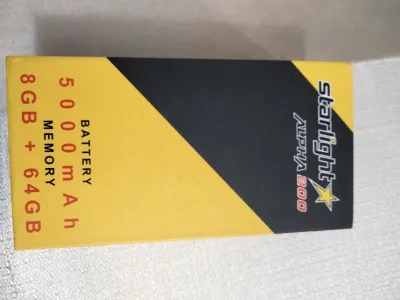 starlight
ALPHA 200
BATTERY
5000mAh
MEMORY
8GB + 64GB